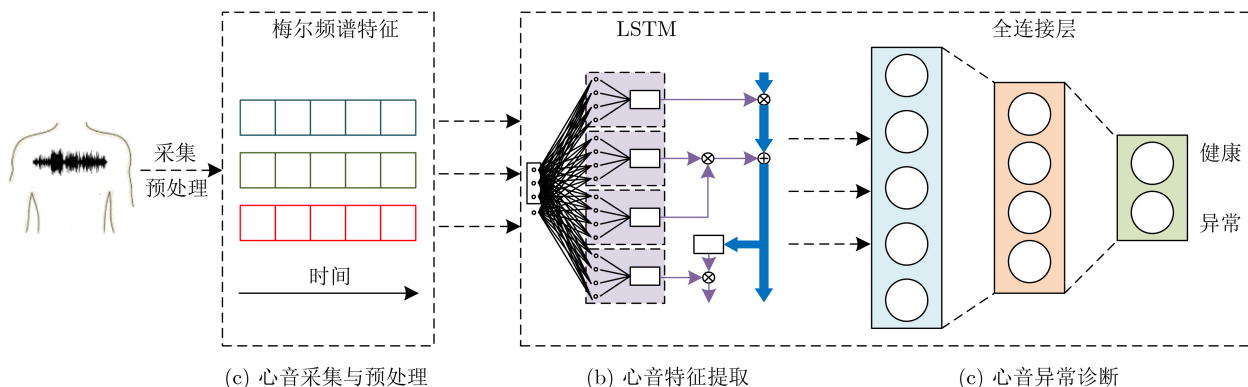 梅尔频谱特征
LSTM
全连接层
采集
预处理
健康
异常
时间
(c) 心音采集与预处理
(b) 心音特征提取
(c) 心音异常诊断